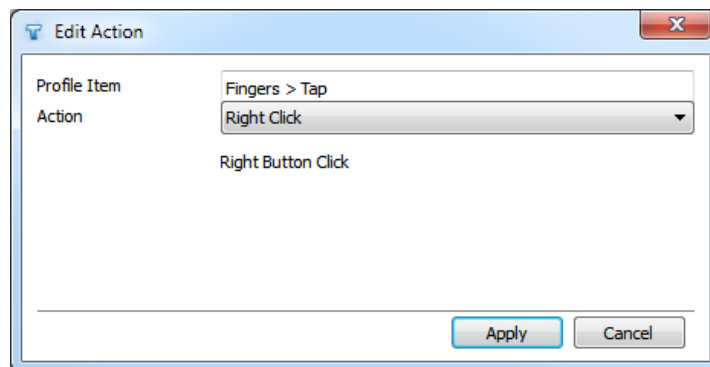 Edit Action
Profile Item Fingers > Tap
Action Right Click
Right Button Click
Apply Cancel